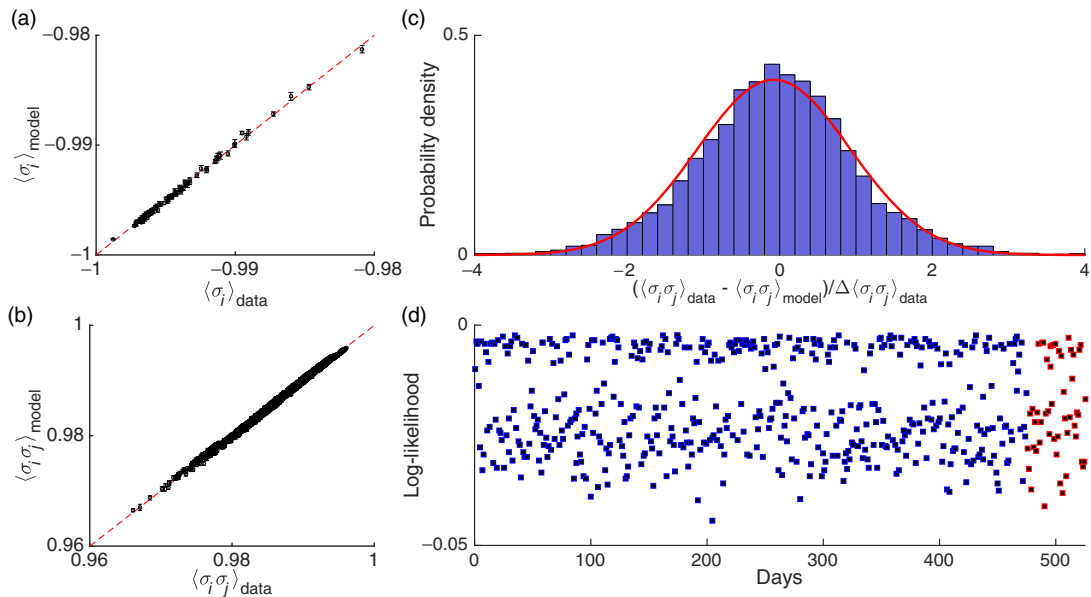 (a)
−0.98
−0.99
−1
−1
−0.99
−0.98
⟨σi⟩model
⟨σi⟩data
(b)
1
0.98
0.96
0.96
0.98
1
⟨σiσj⟩model
⟨σiσj⟩data
(c)
0.5
0
−4
−2
0
2
4
Probability density
(⟨σiσj⟩data - ⟨σiσj⟩model)/Δ⟨σiσj⟩data
(d)
0
−0.05
0
100
200
300
400
500
Log-likelihood
Days